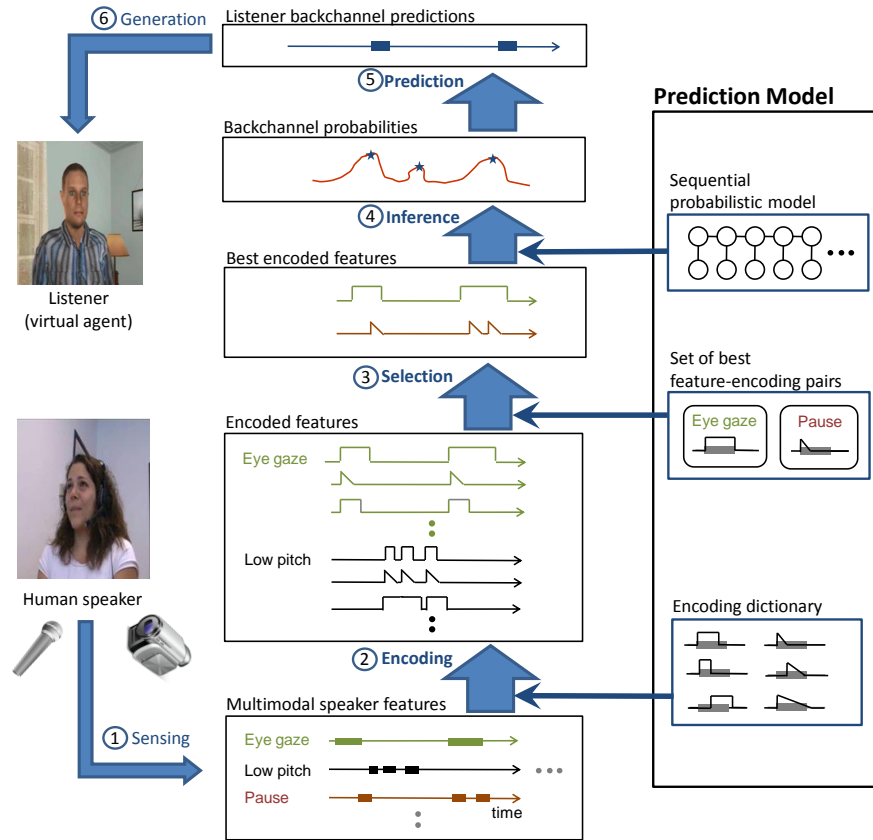 6 Generation
Listener backchannel predictions
5 Prediction
Backchannel probabilities
4 Inference
Best encoded features
3 Selection
Encoded features
Eye gaze
Low pitch
2 Encoding
Multimodal speaker features
Eye gaze
Low pitch
Pause
time
Listener
(virtual agent)
Human speaker
1 Sensing
Prediction Model
Sequential
probabilistic model
Set of best
feature-encoding pairs
Eye gaze
Pause
Encoding dictionary